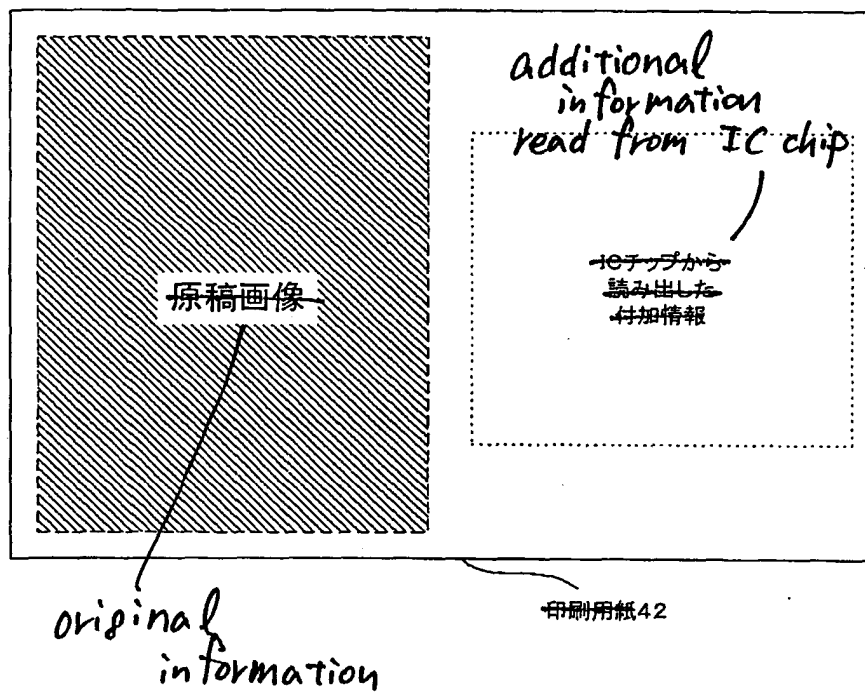 additional
information
read from IC chip
ICチップから
読み出した
付加情報
原稿画像
印刷用紙42
original
information